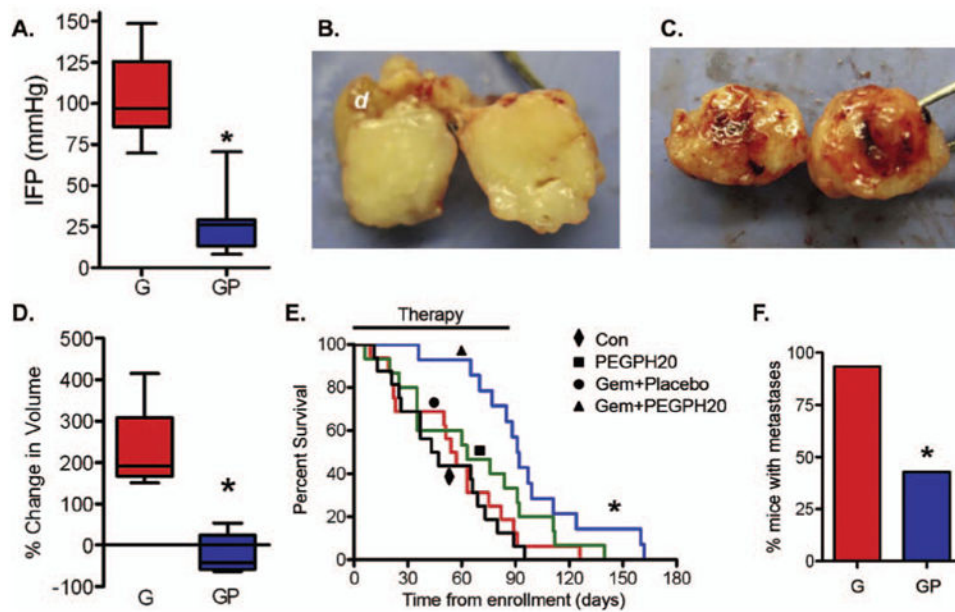 A.
150
125
100
75
50
25
0
IFP (mmHg)
*
G
GP
B.
d
C.
D.
500
400
300
200
100
0
-100
% Change in Volume
*
G
GP
E.
Therapy
Con
PEGPH20
Gem+Placebo
Gem+PEGPH20
100
80
60
40
20
0
Percent Survival
*
0 30 60 90 120 150 180
Time from enrollment (days)
F.
100
75
50
25
0
% mice with metastases
*
G
GP